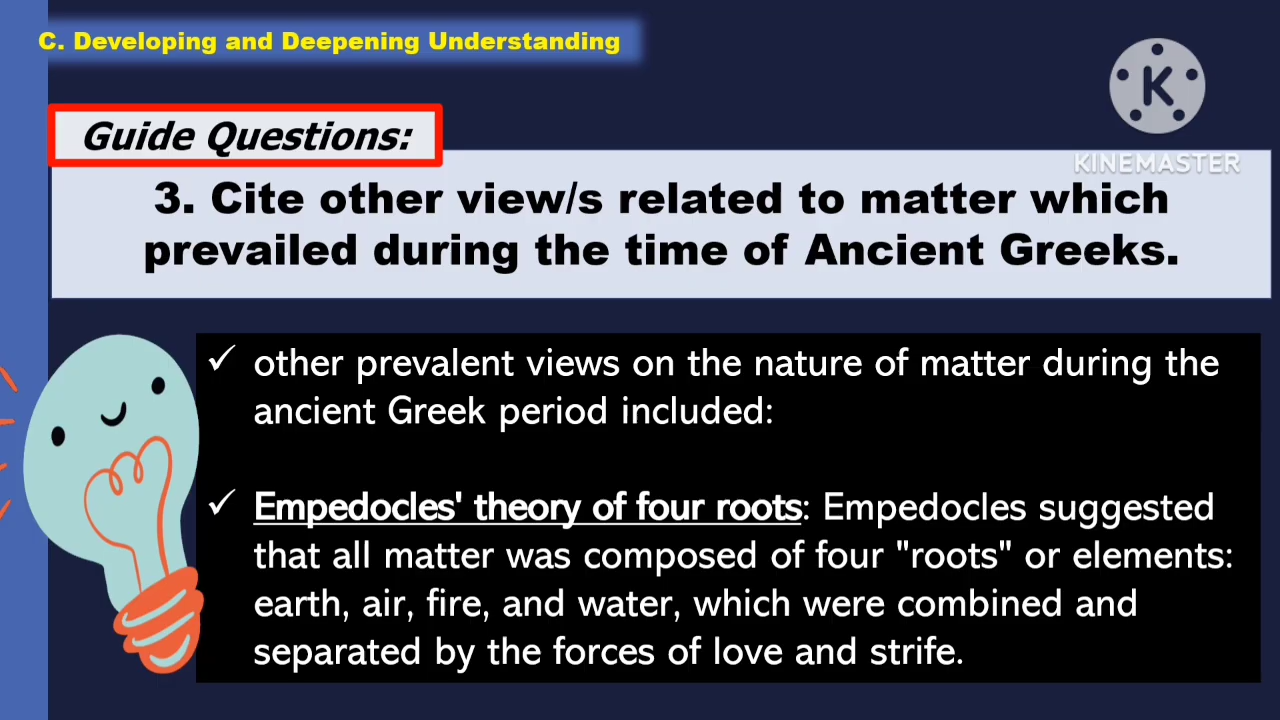 C. Developing and Deepening Understanding
K
KINEMASTER
Guide Questions:
3. Cite other view/s related to matter which
prevailed during the time of Ancient Greeks.
✓ other prevalent views on the nature of matter during the
ancient Greek period included:
✓ Empedocles' theory of four roots: Empedocles suggested
that all matter was composed of four "roots" or elements:
earth, air, fire, and water, which were combined and
separated by the forces of love and strife.